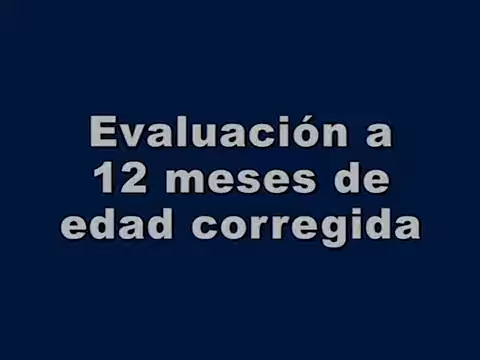 Evaluación a
12 meses de
edad corregida